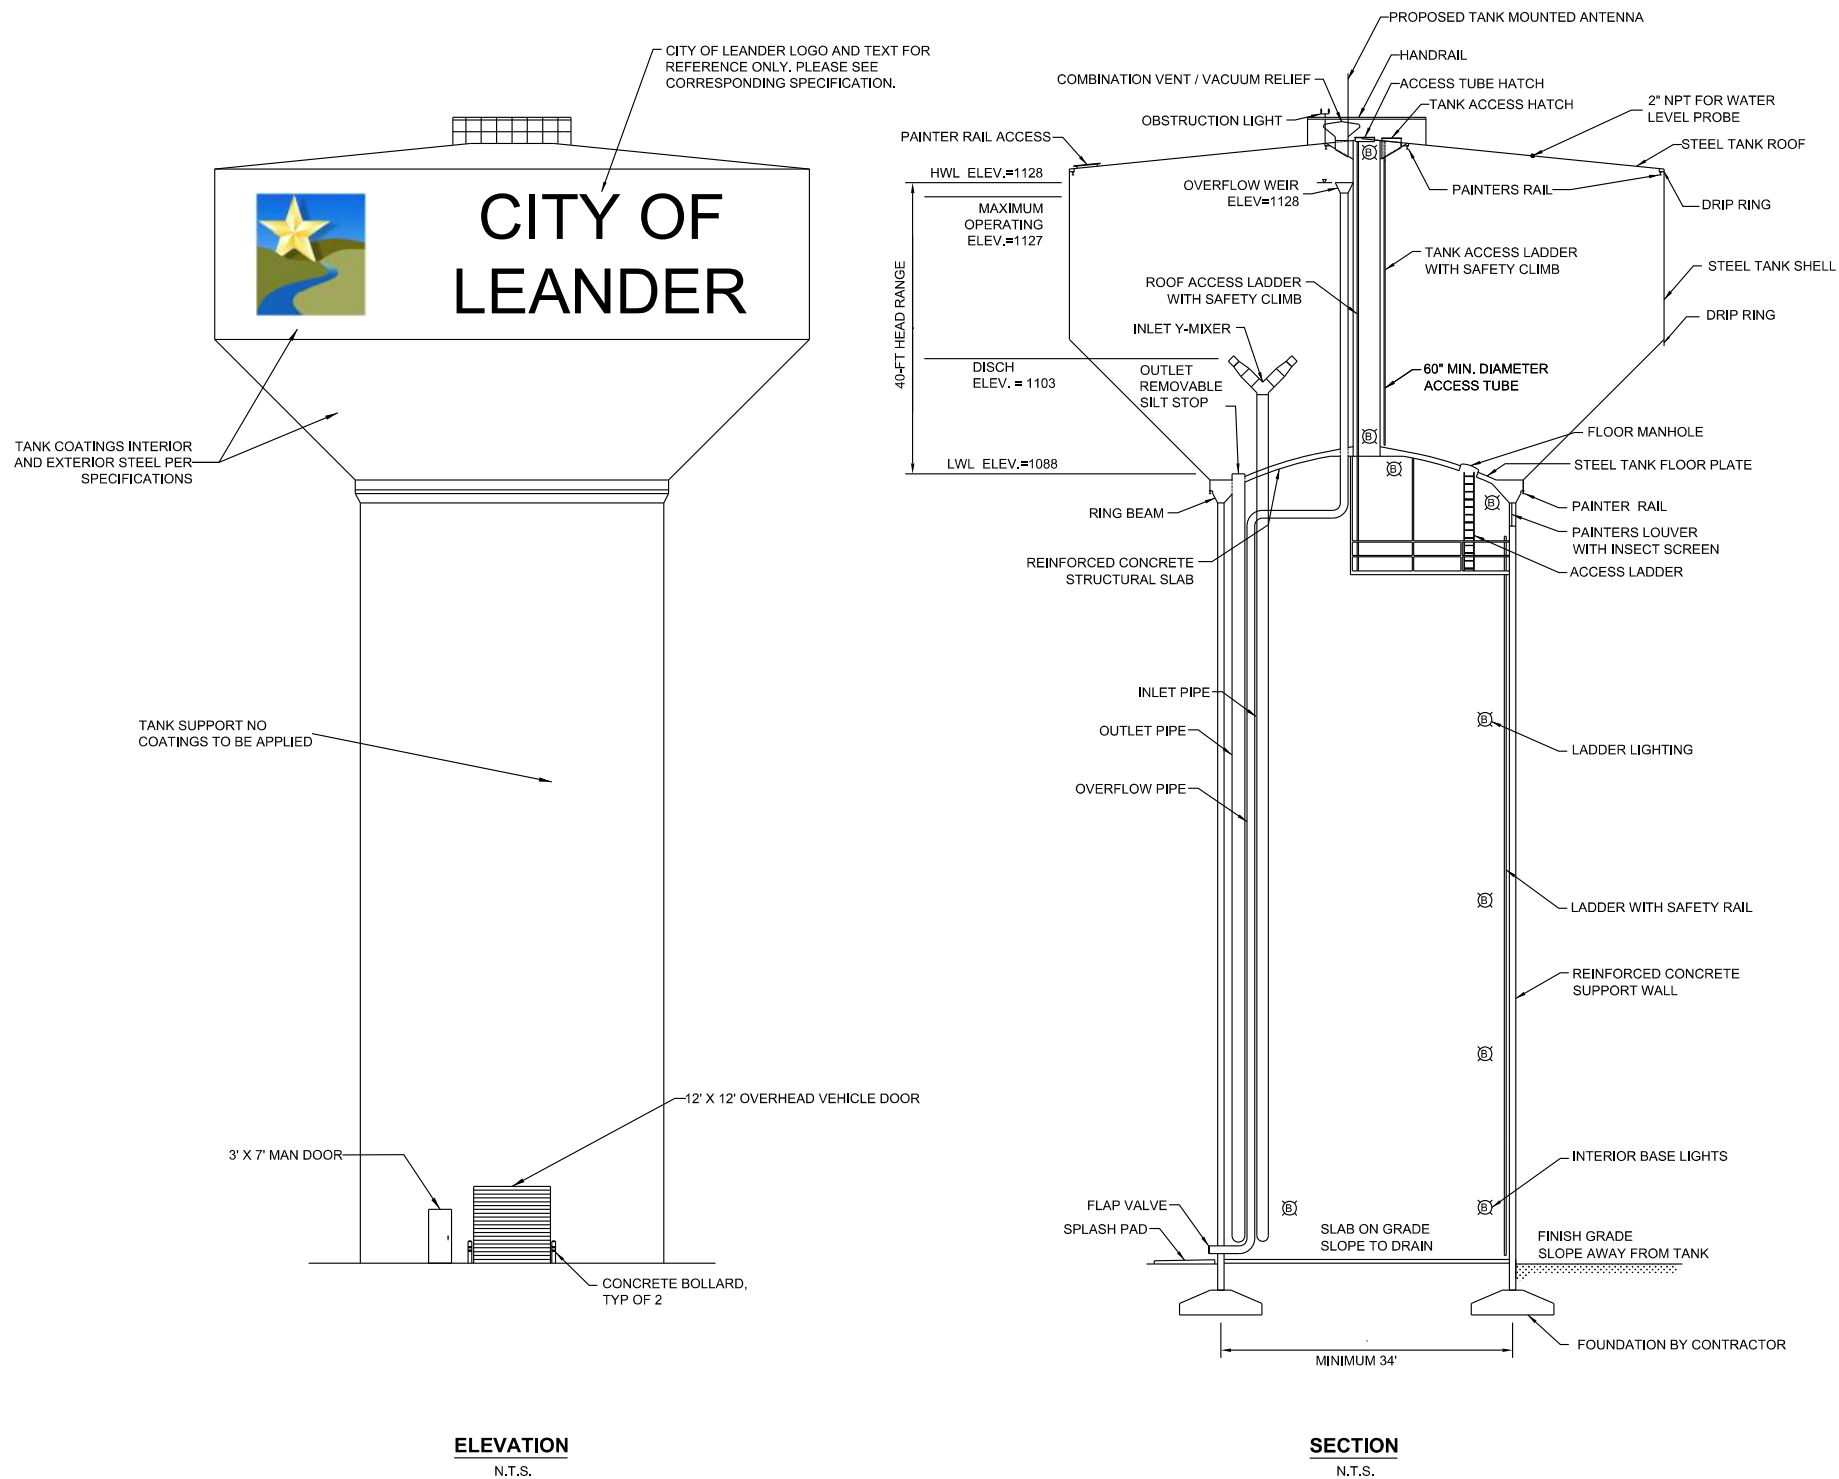 CITY OF LEANDER LOGO AND TEXT FOR
REFERENCE ONLY. PLEASE SEE
CORRESPONDING SPECIFICATION.
CITY OF
LEANDER
TANK COATINGS INTERIOR
AND EXTERIOR STEEL PER
SPECIFICATIONS
TANK SUPPORT NO
COATINGS TO BE APPLIED
12' X 12' OVERHEAD VEHICLE DOOR
3' X 7' MAN DOOR
CONCRETE BOLLARD,
TYP OF 2
ELEVATION
N.T.S.
PROPOSED TANK MOUNTED ANTENNA
HANDRAIL
COMBINATION VENT / VACUUM RELIEF
ACCESS TUBE HATCH
TANK ACCESS HATCH
2" NPT FOR WATER
LEVEL PROBE
OBSTRUCTION LIGHT
PAINTER RAIL ACCESS
STEEL TANK ROOF
HWL ELEV.=1128
OVERFLOW WEIR
ELEV=1128
PAINTERS RAIL
DRIP RING
MAXIMUM
OPERATING
ELEV.=1127
TANK ACCESS LADDER
WITH SAFETY CLIMB
STEEL TANK SHELL
ROOF ACCESS LADDER
WITH SAFETY CLIMB
40-FT HEAD RANGE
INLET Y-MIXER
DRIP RING
DISCH
ELEV. = 1103
OUTLET
REMOVABLE
SILT STOP
60" MIN. DIAMETER
ACCESS TUBE
FLOOR MANHOLE
LWL ELEV.=1088
STEEL TANK FLOOR PLATE
RING BEAM
PAINTER RAIL
PAINTERS LOUVER
WITH INSECT SCREEN
REINFORCED CONCRETE
STRUCTURAL SLAB
ACCESS LADDER
INLET PIPE
OUTLET PIPE
OVERFLOW PIPE
LADDER LIGHTING
LADDER WITH SAFETY RAIL
REINFORCED CONCRETE
SUPPORT WALL
INTERIOR BASE LIGHTS
FLAP VALVE
SPLASH PAD
SLAB ON GRADE
SLOPE TO DRAIN
FINISH GRADE
SLOPE AWAY FROM TANK
FOUNDATION BY CONTRACTOR
MINIMUM 34'
B
B
B
B
B
B
B
B
B
SECTION
N.T.S.